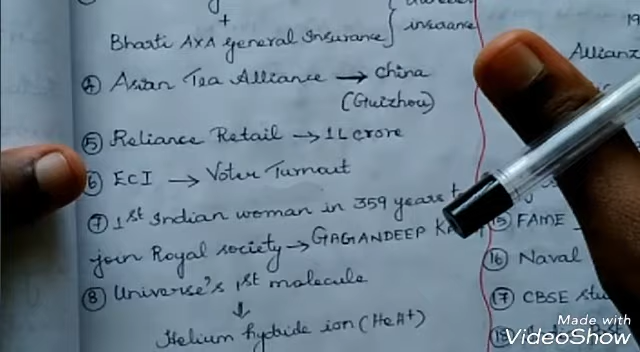 +
Bharti AXA general Insurance}
insurance
④ Asian Tea Alliance → China
(Guizhou)
⑤ Reliance Retail → 1L crore
⑥ ECI → Voter Turnout
⑦ 1st Indian woman in 359 years
join Royal society → GAGANDEEP
⑧ Universe's 1st molecule
↓
Helium hydride ion (HeH+)
19
Allianz
⑮ FAME
⑯ Naval
⑰ CBSE
⑱
Made with
VideoShow